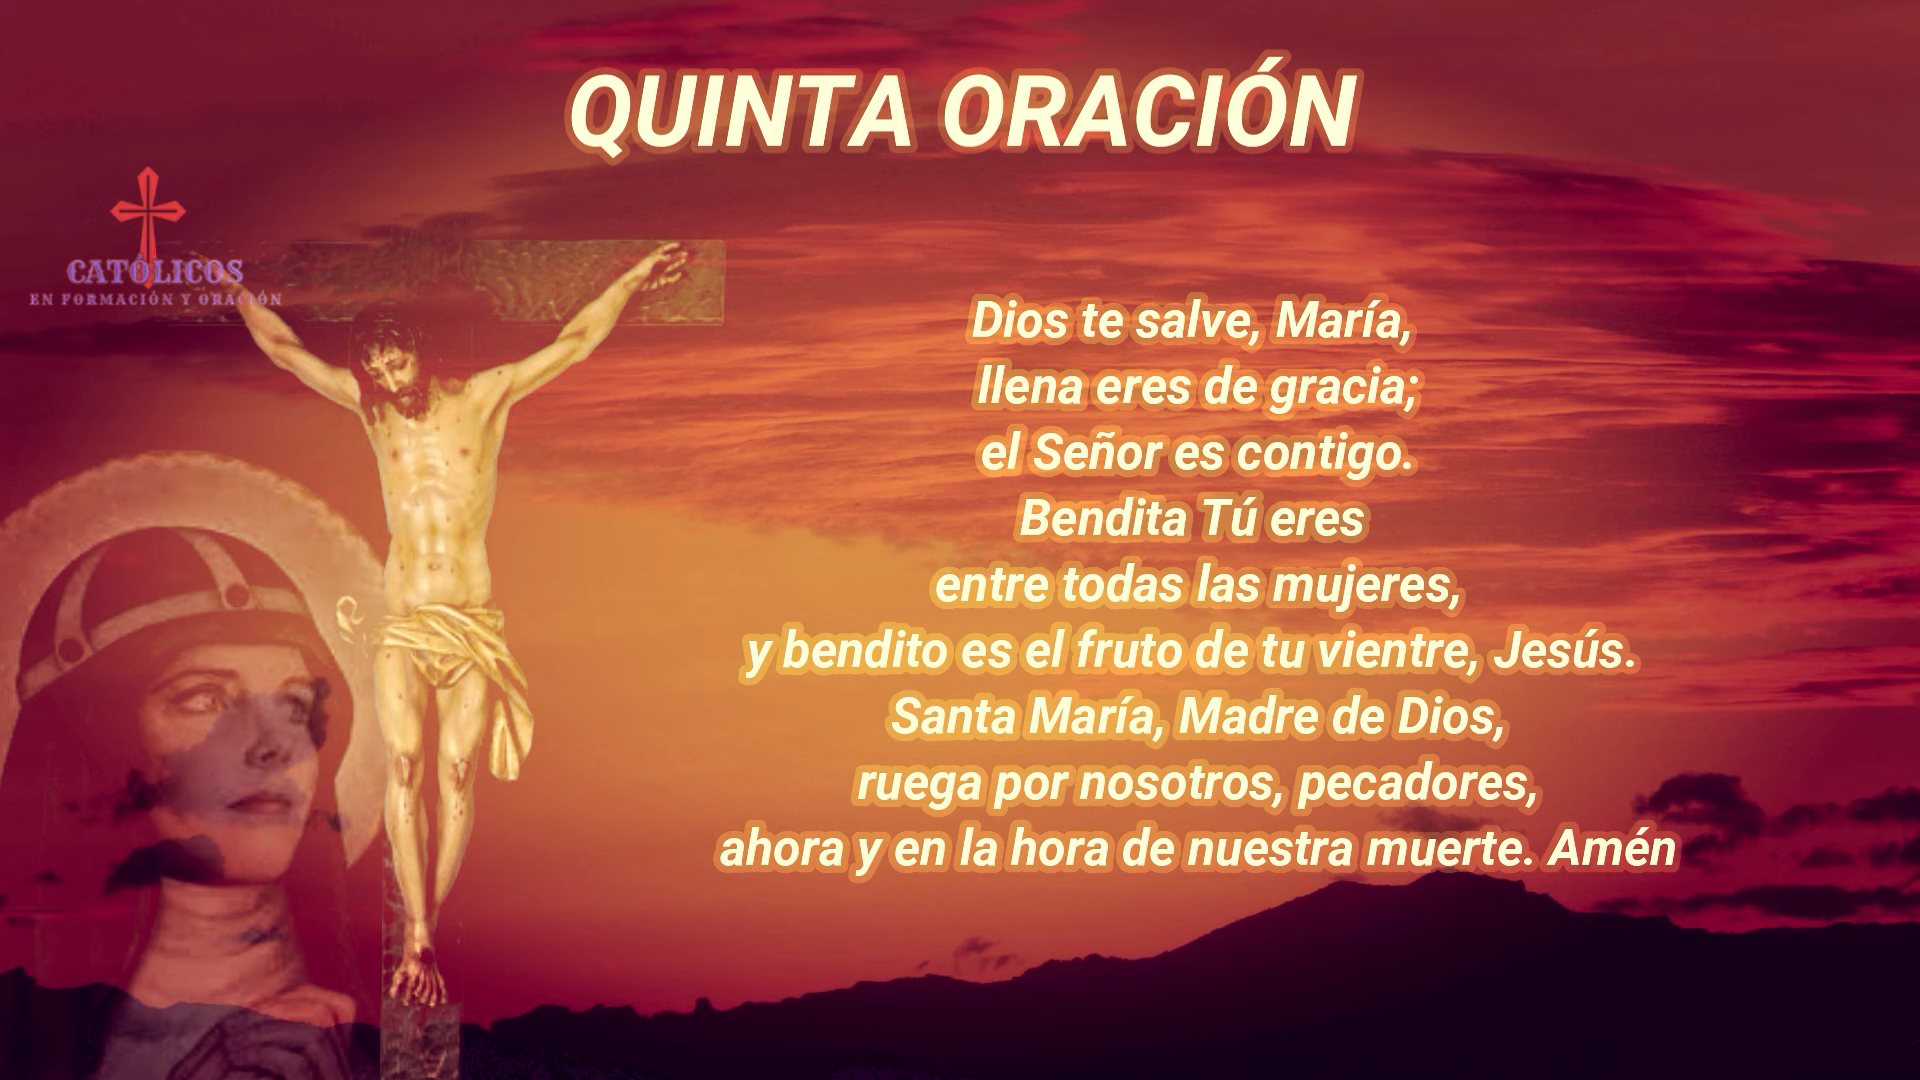 QUINTA ORACIÓN
CATÓLICOS
EN FORMACIÓN Y ORACIÓN
Dios te salve, María,
llena eres de gracia;
el Señor es contigo.
Bendita Tú eres
entre todas las mujeres,
y bendito es el fruto de tu vientre, Jesús.
Santa María, Madre de Dios,
ruega por nosotros, pecadores,
ahora y en la hora de nuestra muerte. Amén